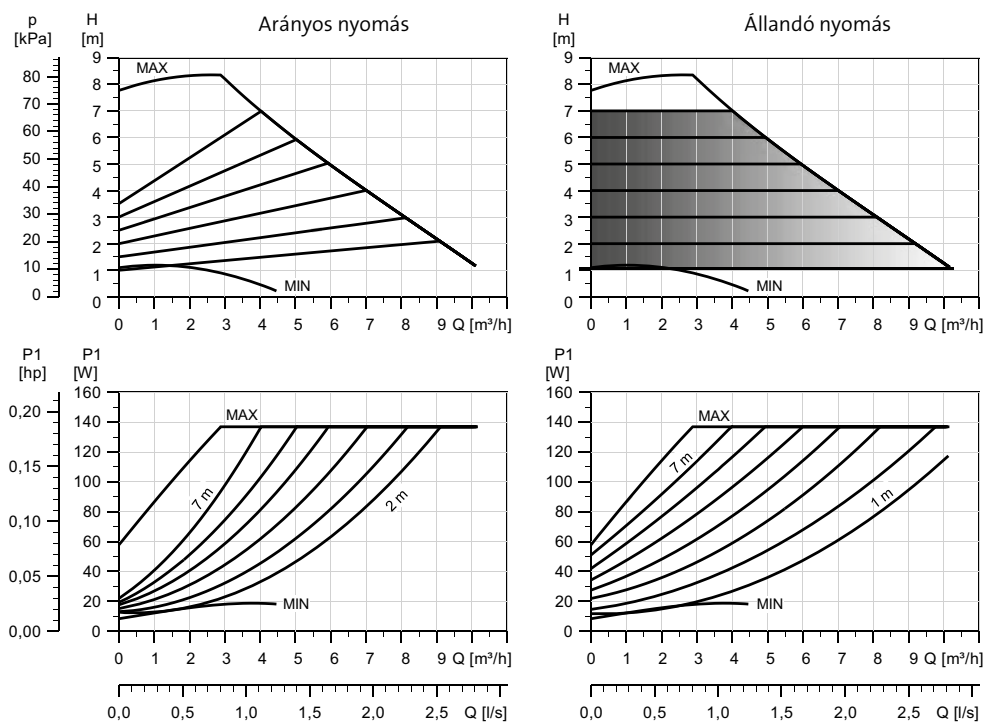 p H Arányos nyomás H Állandó nyomás
[kPa] [m] [m]
9 9
80 8 MAX 8 MAX
70 7 7
60 6 6
50 5 5
40 4 4
30 3 3
20 2 2
10 1 1
0 0 MIN 0 MIN
0 1 2 3 4 5 6 7 8 9 Q [m³/h] 0 1 2 3 4 5 6 7 8 9 Q [m³/h]
P1 P1 P1
[hp] [W] [W]
160 160
0,20 140 MAX 140 MAX
120 120
0,15 100 7 m 2 m 100 7 m 1 m
0,10 80 80
60 60
0,05 40 40
20 MIN 20 MIN
0,00 0 0
0 1 2 3 4 5 6 7 8 9 Q [m³/h] 0 1 2 3 4 5 6 7 8 9 Q [m³/h]
0,0 0,5 1,0 1,5 2,0 2,5 Q [l/s] 0,0 0,5 1,0 1,5 2,0 2,5 Q [l/s]